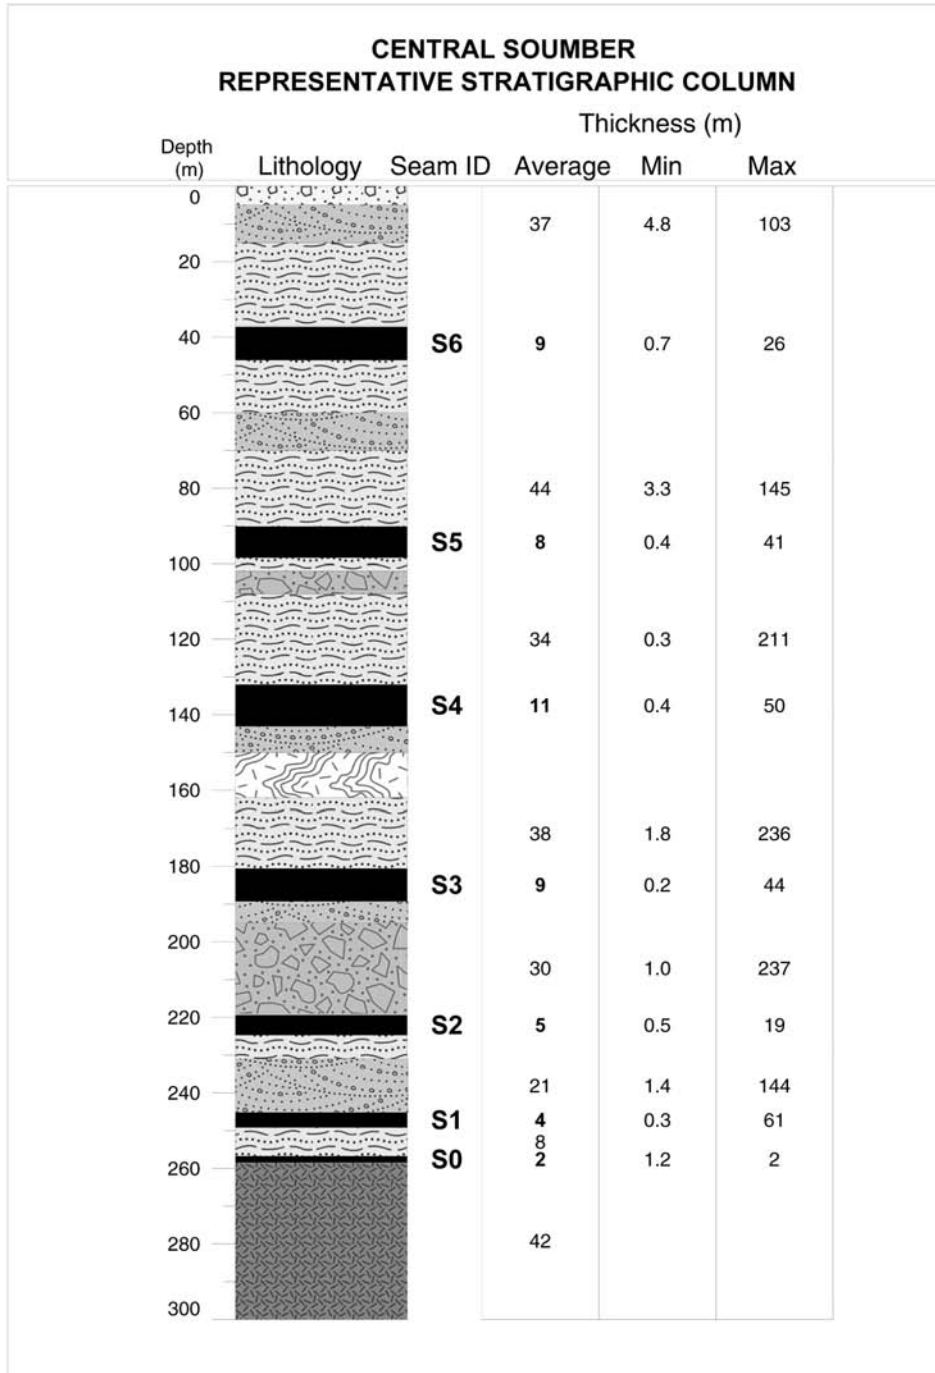 CENTRAL SOUMBER
REPRESENTATIVE STRATIGRAPHIC COLUMN
Thickness (m)
Depth
(m) Lithology Seam ID Average Min Max
0
37 4.8 103
20
40 S6 9 0.7 26
60
80 44 3.3 145
S5 8 0.4 41
100
120 34 0.3 211
S4 11 0.4 50
140
160
38 1.8 236
180
S3 9 0.2 44
200
30 1.0 237
220 S2 5 0.5 19
21 1.4 144
240
S1 4 0.3 61
8
S0 2 1.2 2
260
280 42
300